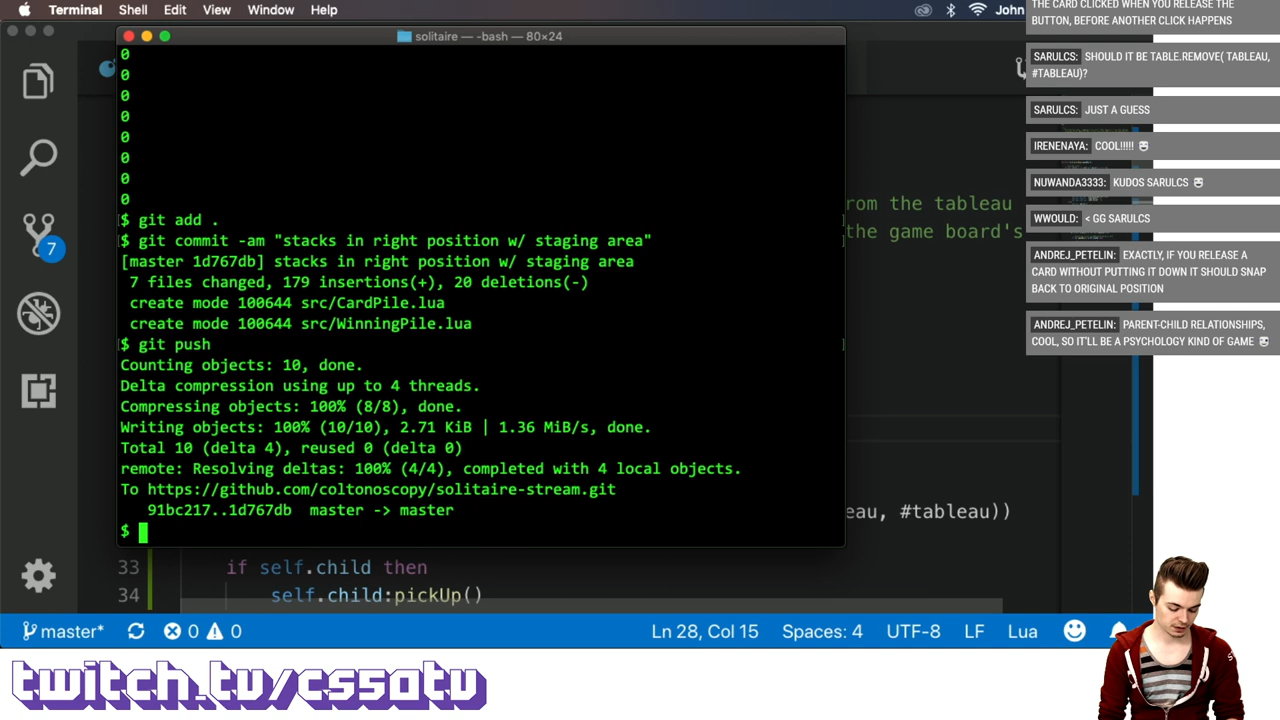 Terminal Shell Edit View Window Help
John
solitaire — -bash — 80×24
0
0
0
0
0
0
0
0
$ git add .
$ git commit -am "stacks in right position w/ staging area"
[master 1d767db] stacks in right position w/ staging area
7 files changed, 179 insertions(+), 20 deletions(-)
create mode 100644 src/CardPile.lua
create mode 100644 src/WinningPile.lua
$ git push
Counting objects: 10, done.
Delta compression using up to 4 threads.
Compressing objects: 100% (8/8), done.
Writing objects: 100% (10/10), 2.71 KiB | 1.36 MiB/s, done.
Total 10 (delta 4), reused 0 (delta 0)
remote: Resolving deltas: 100% (4/4), completed with 4 local objects.
To https://github.com/coltonoscopy/solitaire-stream.git
91bc217..1d767db master -> master
$
rom the tableau
the game board's
eau, #tableau))
33 if self.child then
34 self.child:pickUp()
7
master* 0 0 Ln 28, Col 15 Spaces: 4 UTF-8 LF Lua
THE CARD CLICKED WHEN YOU RELEASE THE
BUTTON, BEFORE ANOTHER CLICK HAPPENS
SARULCS: SHOULD IT BE TABLE.REMOVE( TABLEAU,
#TABLEAU)?
SARULCS: JUST A GUESS
IRENENAYA: COOL!!!!!
NUWANDA3333: KUDOS SARULCS
WWOULD: < GG SARULCS
ANDREJ_PETELIN: EXACTLY, IF YOU RELEASE A
CARD WITHOUT PUTTING IT DOWN IT SHOULD SNAP
BACK TO ORIGINAL POSITION
ANDREJ_PETELIN: PARENT-CHILD RELATIONSHIPS,
COOL, SO IT'LL BE A PSYCHOLOGY KIND OF GAME
twitch.tv/cs50tv